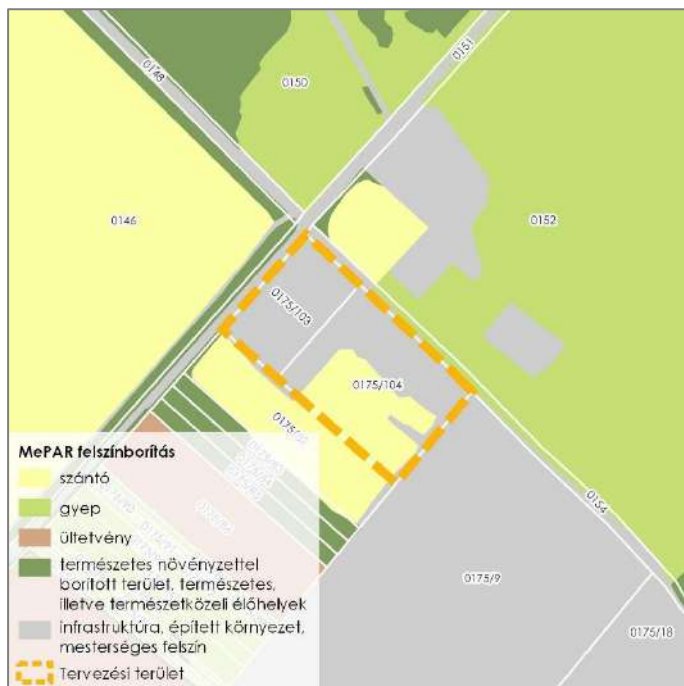 0148
0151
0150
0146
0152
0175/103
0175/104
0154
0175/9
0175/18
MePAR felszínborítás
szántó
gyep
ültetvény
természetes növényzettel
borított terület, természetes,
illetve természetközeli élőhelyek
infrastruktúra, épített környezet,
mesterséges felszín
Tervezési terület